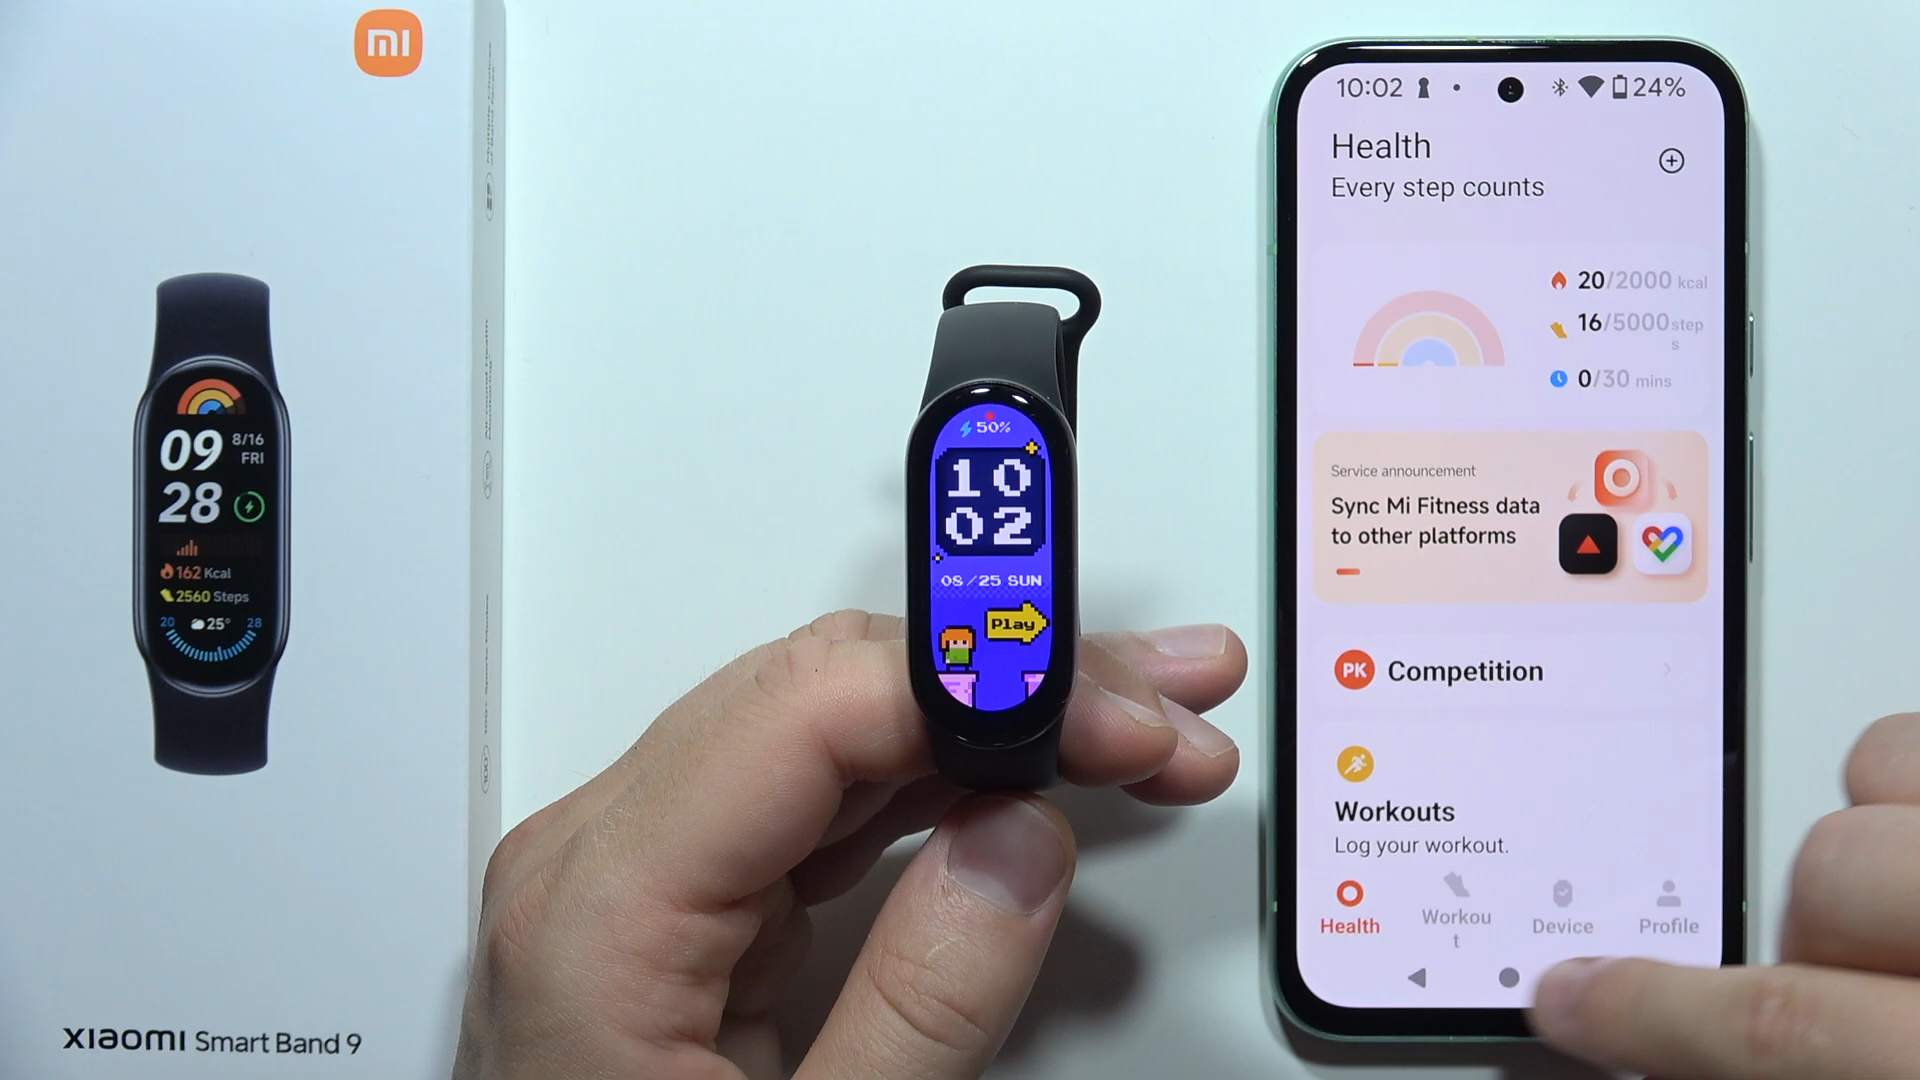 mi
09
8/16
FRI
28
162 Kcal
2560 Steps
20
25°
28
xiaomi Smart Band 9
50%
10
02
08/25 SUN
Play
10:02
24%
Health
Every step counts
20/2000 kcal
16/5000step
s
0/30 mins
Service announcement
Sync Mi Fitness data
to other platforms
PK Competition
Workouts
Log your workout.
Health
Workou
t
Device
Profile